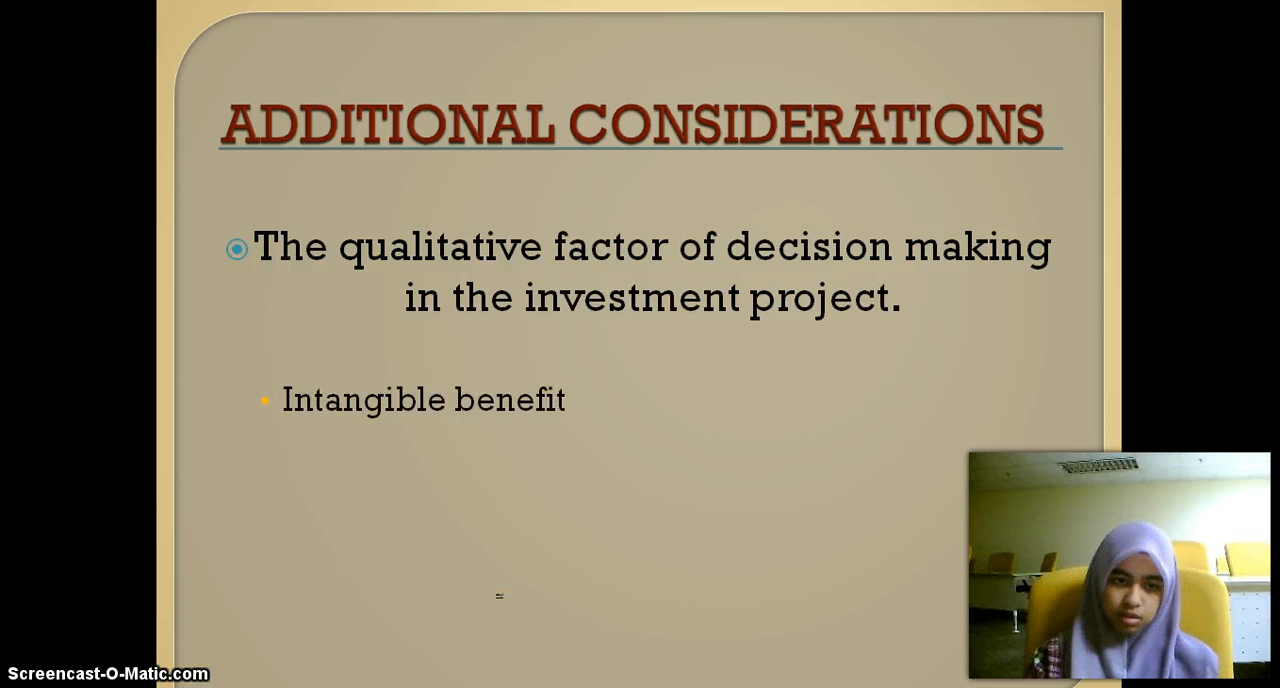 ADDITIONAL CONSIDERATIONS
The qualitative factor of decision making
in the investment project.
Intangible benefit
Screencast-O-Matic.com